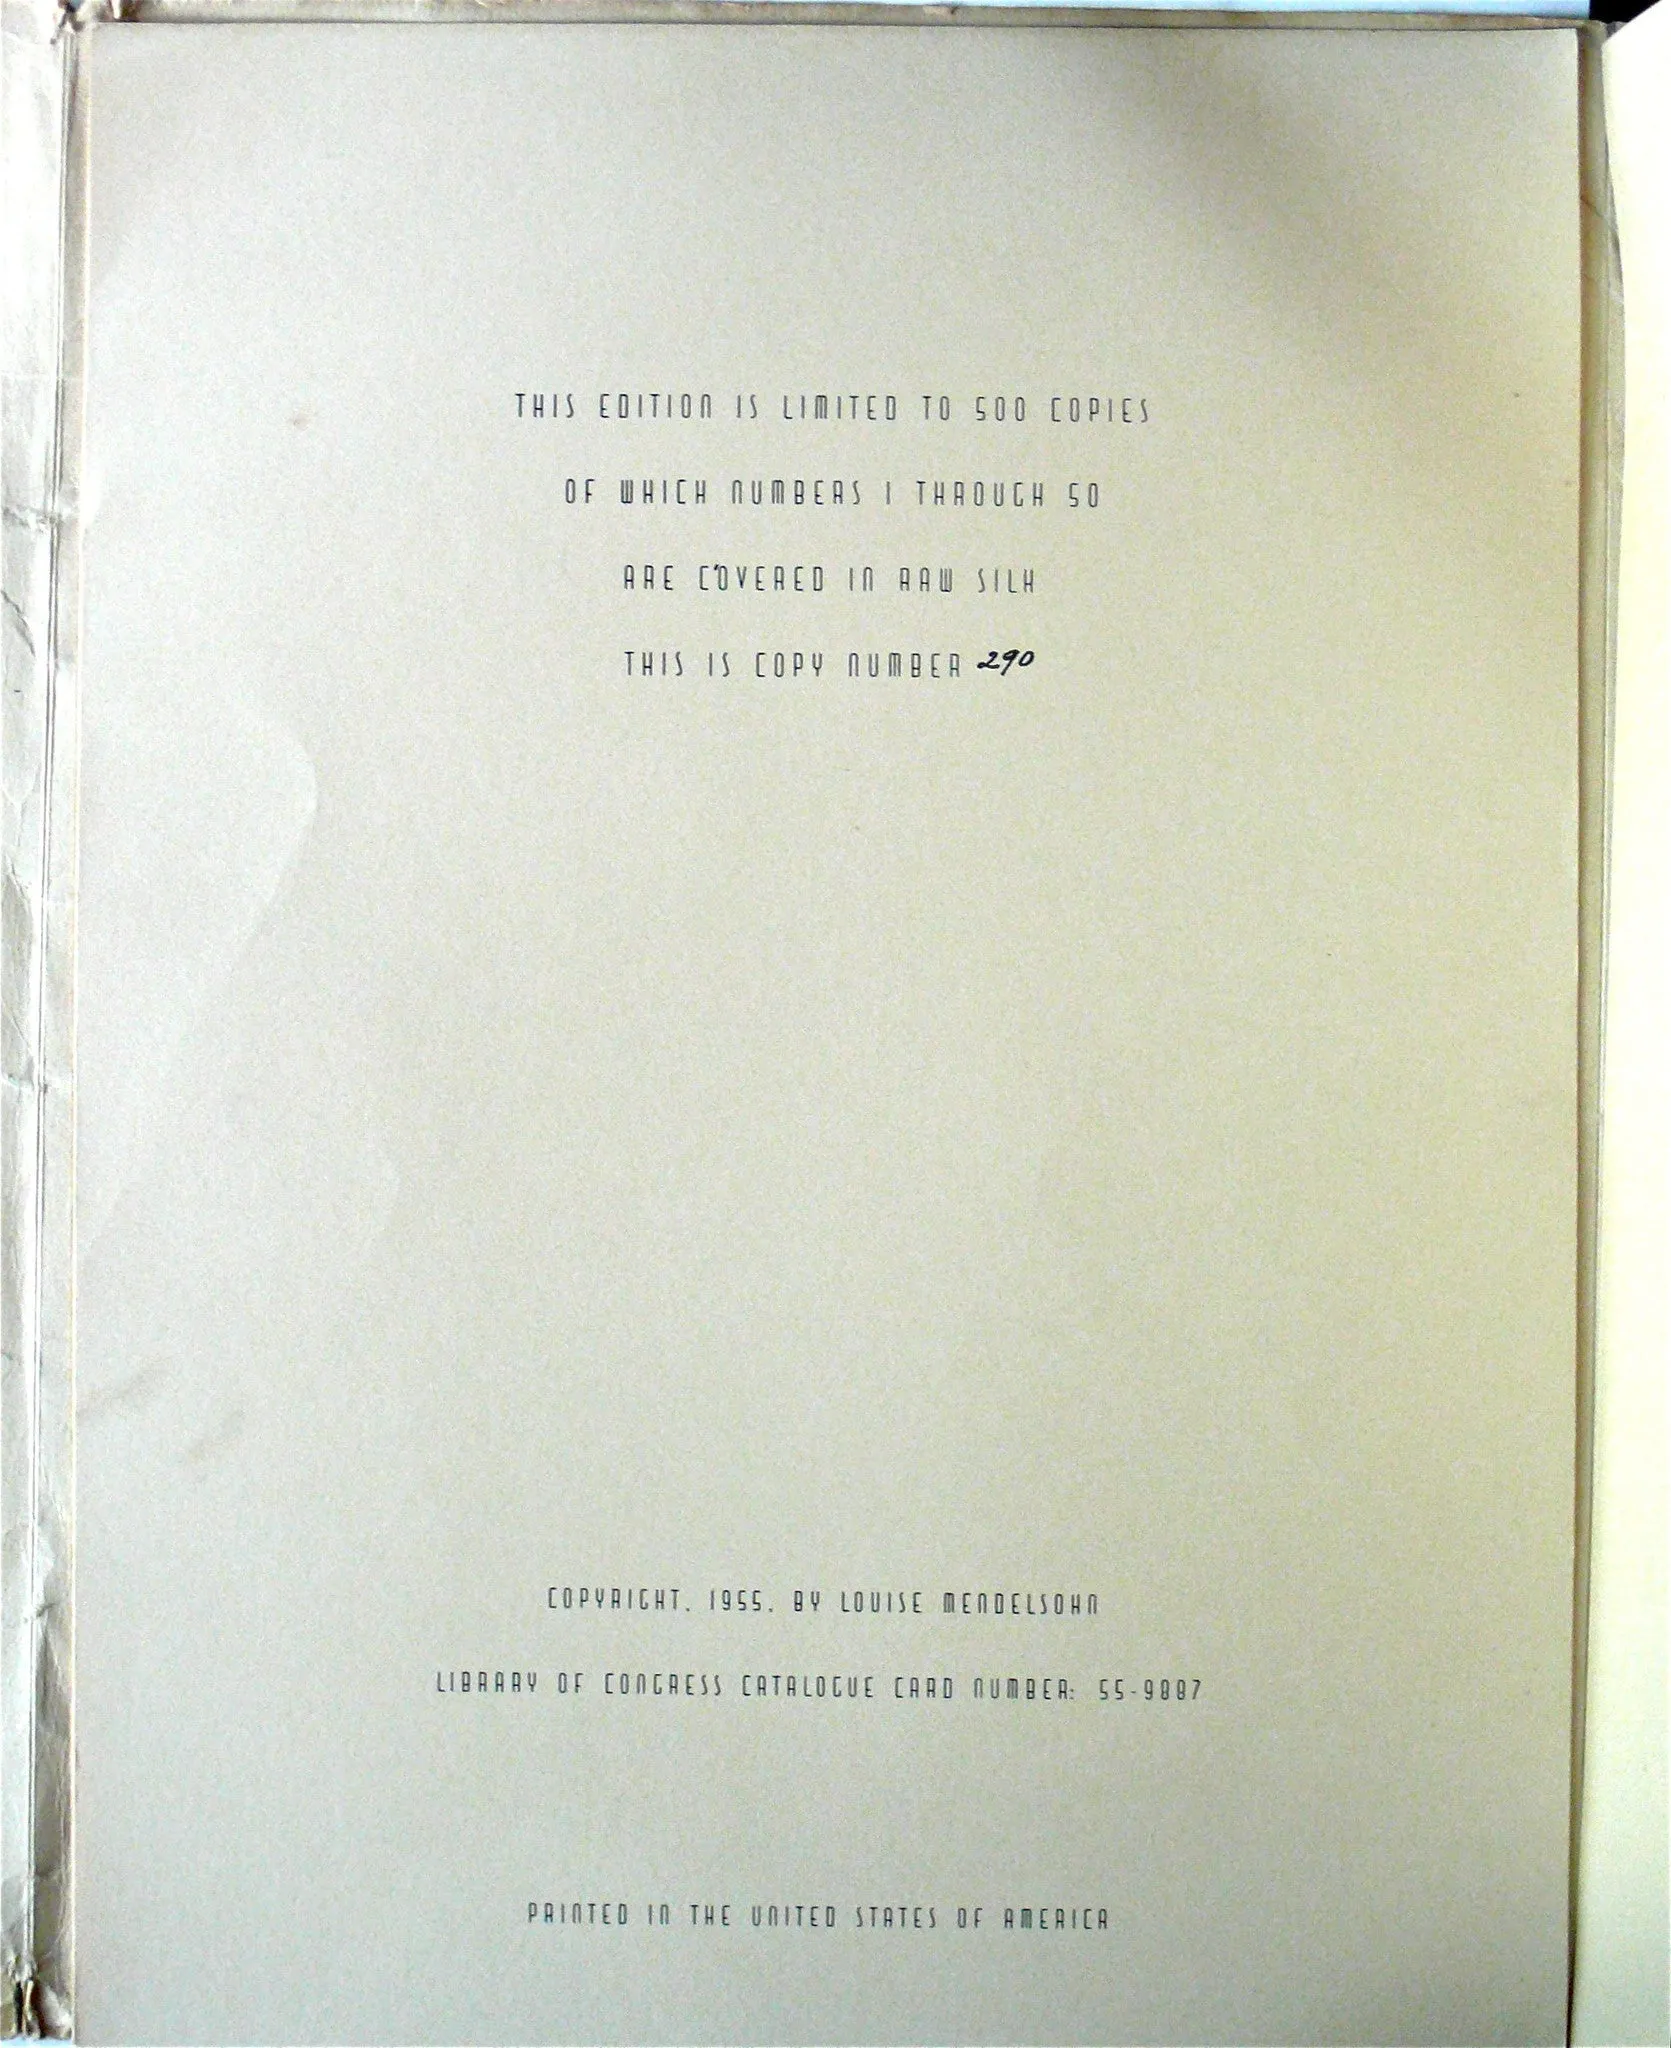 THIS EDITION IS LIMITED TO 500 COPIES
OF WHICH NUMBERS 1 THROUGH 50
ARE COVERED IN RAW SILK
THIS IS COPY NUMBER 290
COPYRIGHT, 1955, BY LOUISE MENDELSOHN
LIBRARY OF CONGRESS CATALOGUE CARD NUMBER: 55-9887
PRINTED IN THE UNITED STATES OF AMERICA